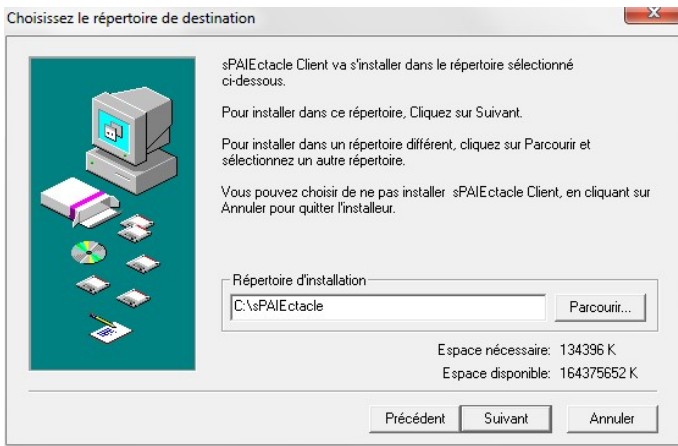 Choisissez le répertoire de destination
sPAIEctacle Client va s'installer dans le répertoire sélectionné
ci-dessous.
Pour installer dans ce répertoire, Cliquez sur Suivant.
Pour installer dans un répertoire différent, cliquez sur Parcourir et
sélectionnez un autre répertoire.
Vous pouvez choisir de ne pas installer sPAIEctacle Client, en cliquant sur
Annuler pour quitter l'installeur.
Répertoire d'installation
C:\sPAIEctacle
Parcourir...
Espace nécessaire: 134396 K
Espace disponible: 164375652 K
Précédent
Suivant
Annuler